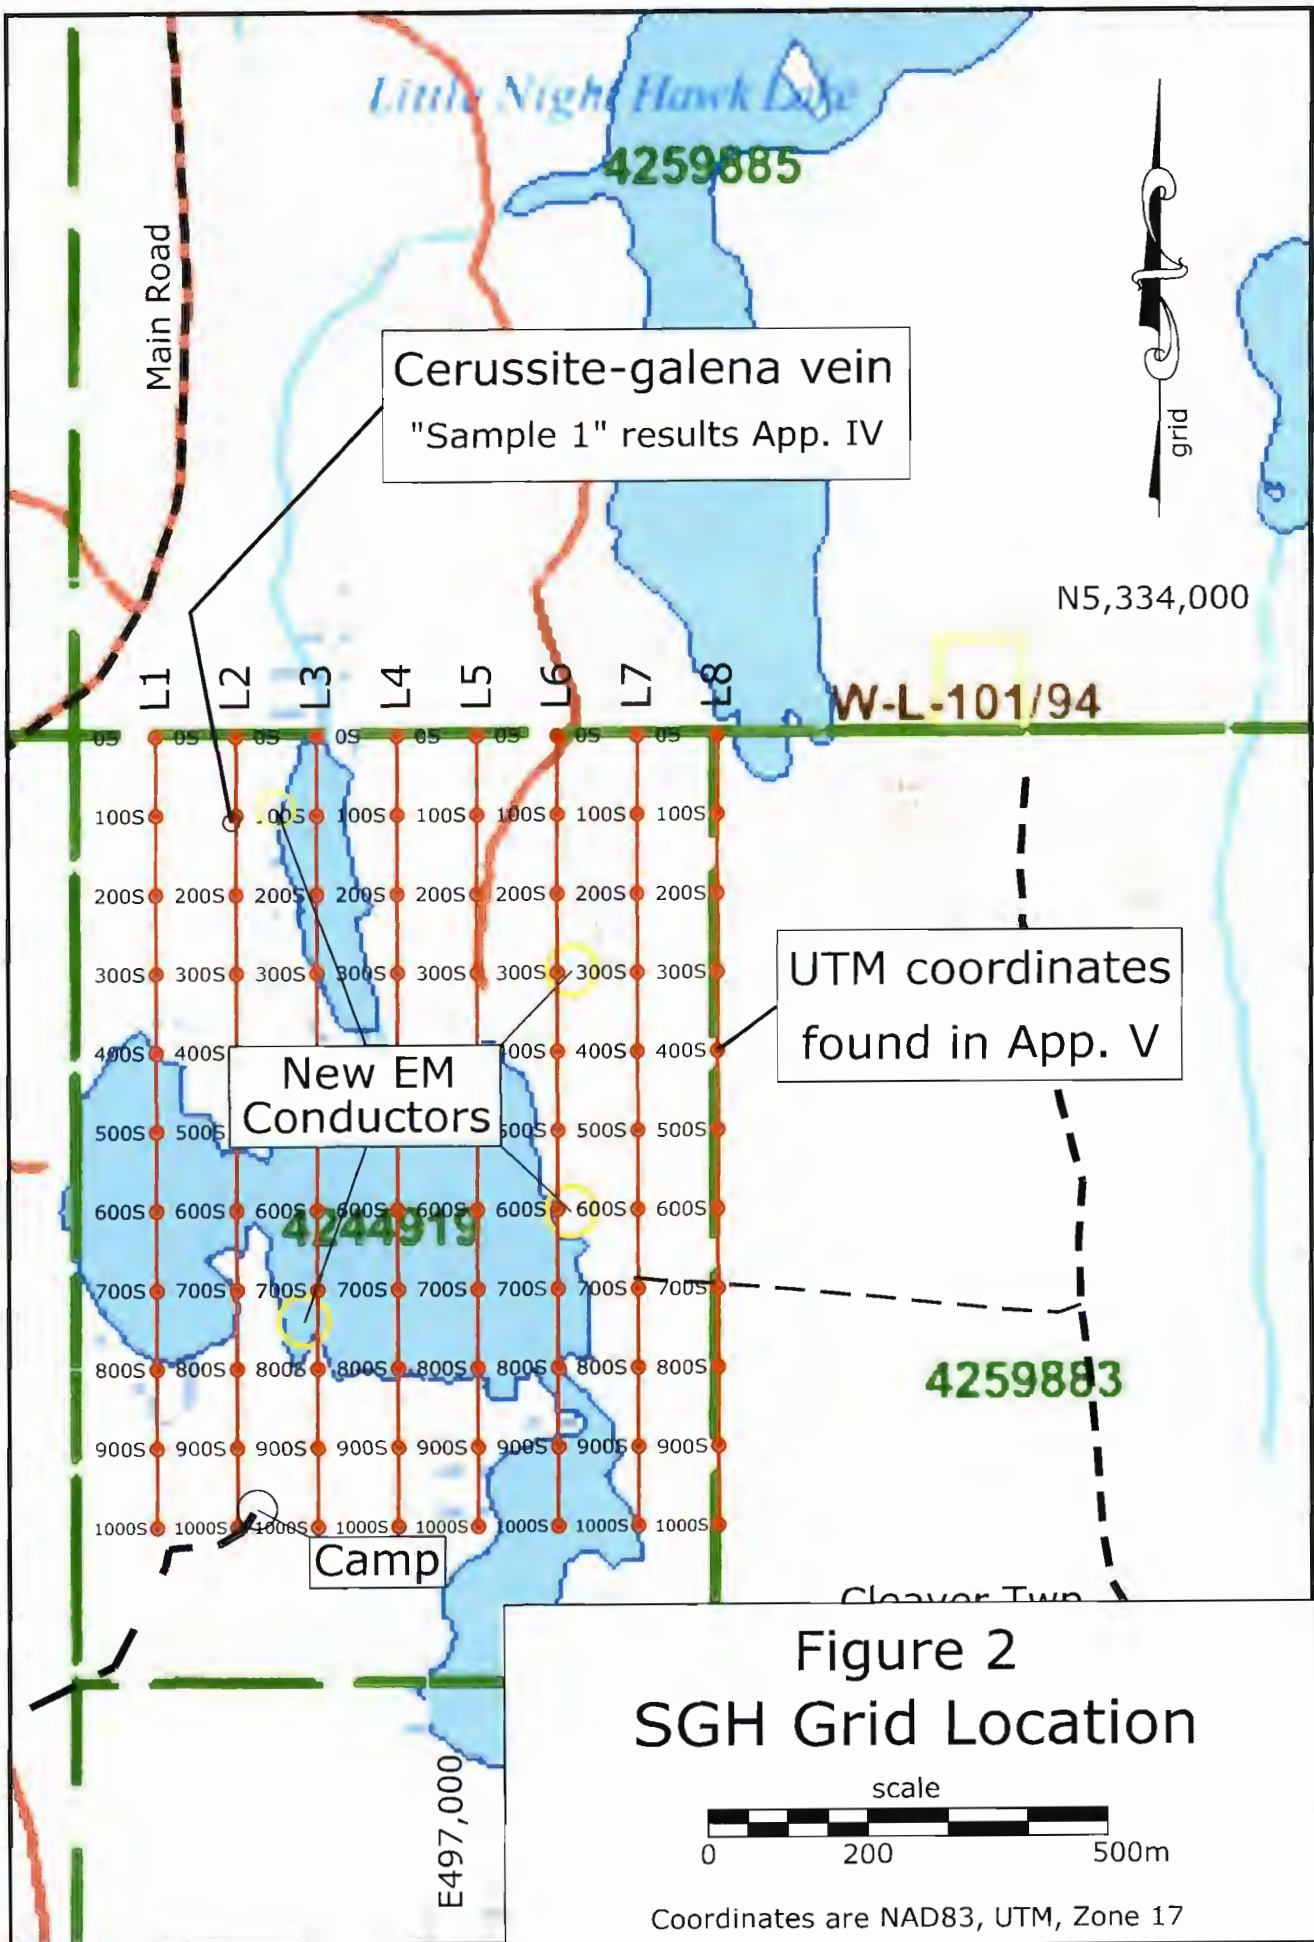 Little Night Hawk Lake
4259885
Main Road
Cerussite-galena vein
"Sample 1" results App. IV
grid
N5,334,000
L1 L2 L3 L4 L5 L6 L7 L8
W-L-101/94
0S 0S 0S 0S 0S 0S 0S 0S
100S 00S 100S 100S 100S 100S 100S
200S 200S 200S 200S 200S 200S 200S 200S
300S 300S 300S 300S 300S 300S 300S 300S
UTM coordinates
found in App. V
400S 400S 400S 400S 400S
New EM
Conductors
500S 500S 500S 500S 500S
600S 600S 600S 600S 600S 600S 600S 600S
4244919
700S 700S 700S 700S 700S 700S 700S 700S
800S 800S 800S 800S 800S 800S 800S 800S
4259883
900S 900S 900S 900S 900S 900S 900S 900S
1000S 1000S 1000S 1000S 1000S 1000S 1000S 1000S
Camp
Cleaver Twp
Figure 2
SGH Grid Location
scale
0 200 500m
E497,000
Coordinates are NAD83, UTM, Zone 17